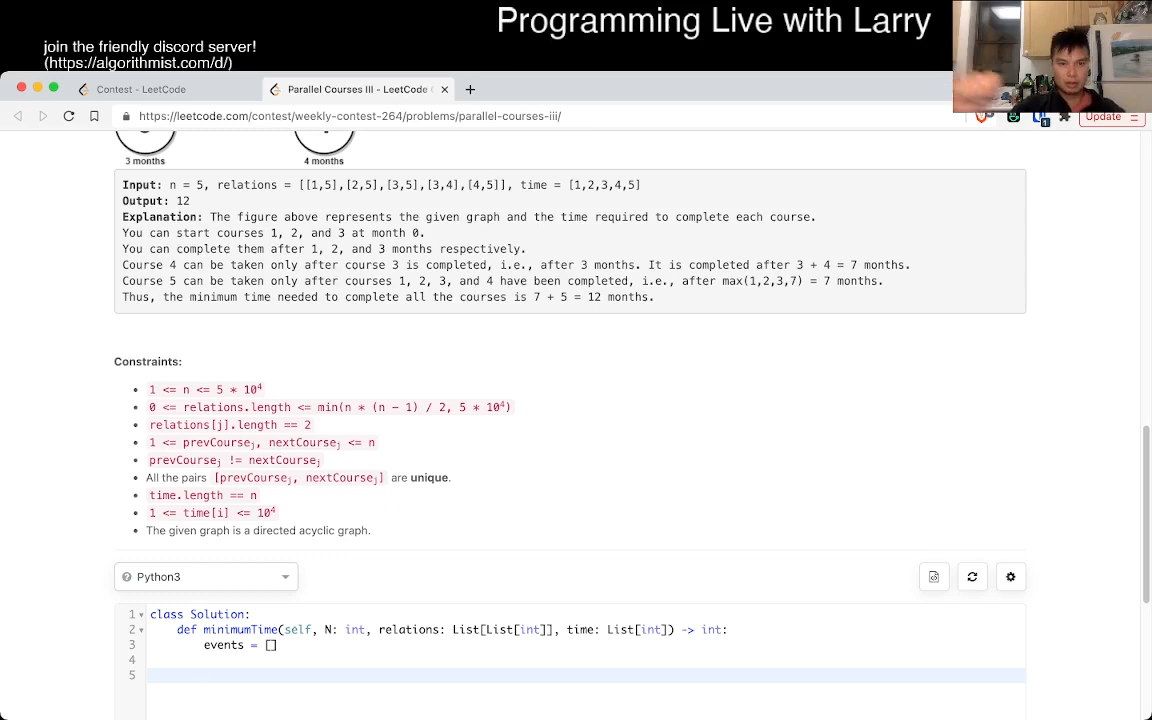 Programming Live with Larry
join the friendly discord server!
(https://algorithmist.com/d/)
Contest - LeetCode
Parallel Courses III - LeetCode
https://leetcode.com/contest/weekly-contest-264/problems/parallel-courses-iii/
Update
3 months
4 months
Input: n = 5, relations = [[1,5],[2,5],[3,5],[3,4],[4,5]], time = [1,2,3,4,5]
Output: 12
Explanation: The figure above represents the given graph and the time required to complete each course.
You can start courses 1, 2, and 3 at month 0.
You can complete them after 1, 2, and 3 months respectively.
Course 4 can be taken only after course 3 is completed, i.e., after 3 months. It is completed after 3 + 4 = 7 months.
Course 5 can be taken only after courses 1, 2, 3, and 4 have been completed, i.e., after max(1,2,3,7) = 7 months.
Thus, the minimum time needed to complete all the courses is 7 + 5 = 12 months.
Constraints:
1 <= n <= 5 * 10⁴
0 <= relations.length <= min(n * (n - 1) / 2, 5 * 10⁴)
relations[j].length == 2
1 <= prevCourseⱼ, nextCourseⱼ <= n
prevCourseⱼ != nextCourseⱼ
All the pairs [prevCourseⱼ, nextCourseⱼ] are unique.
time.length == n
1 <= time[i] <= 10⁴
The given graph is a directed acyclic graph.
Python3
1 class Solution:
2 def minimumTime(self, N: int, relations: List[List[int]], time: List[int]) -> int:
3 events = []
4
5